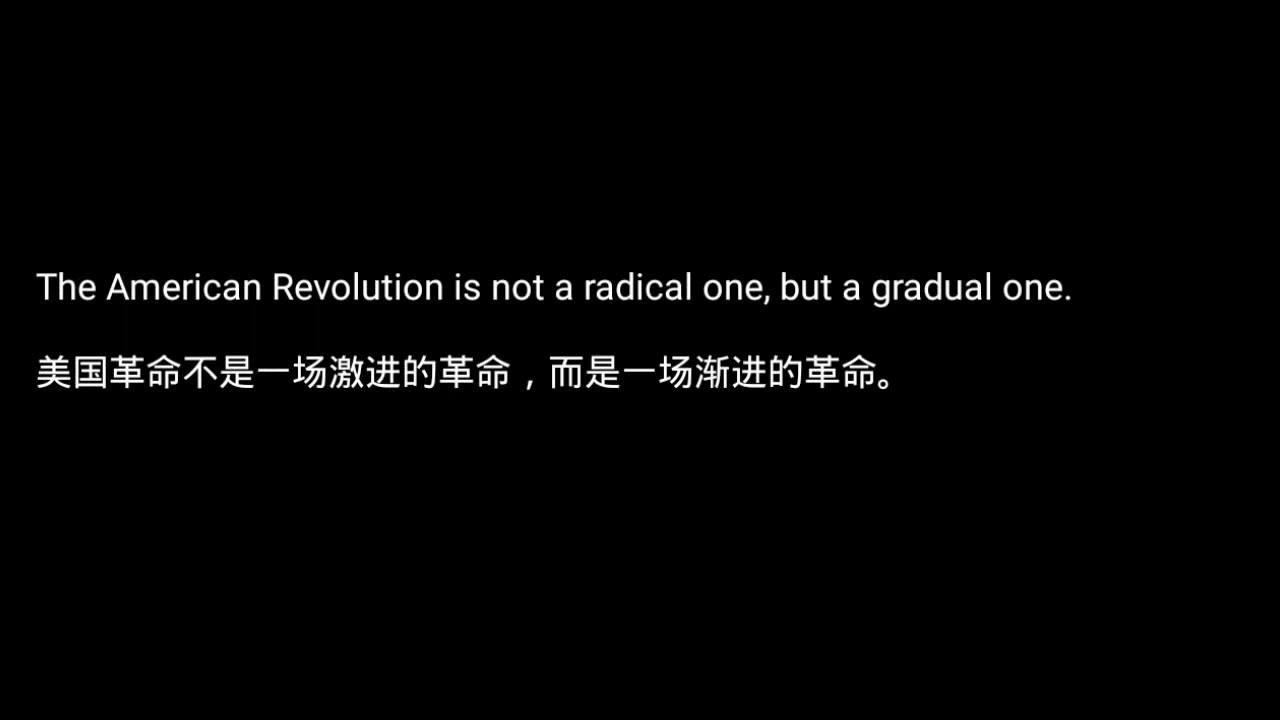 The American Revolution is not a radical one, but a gradual one.
美国革命不是一场激进的革命，而是一场渐进的革命。